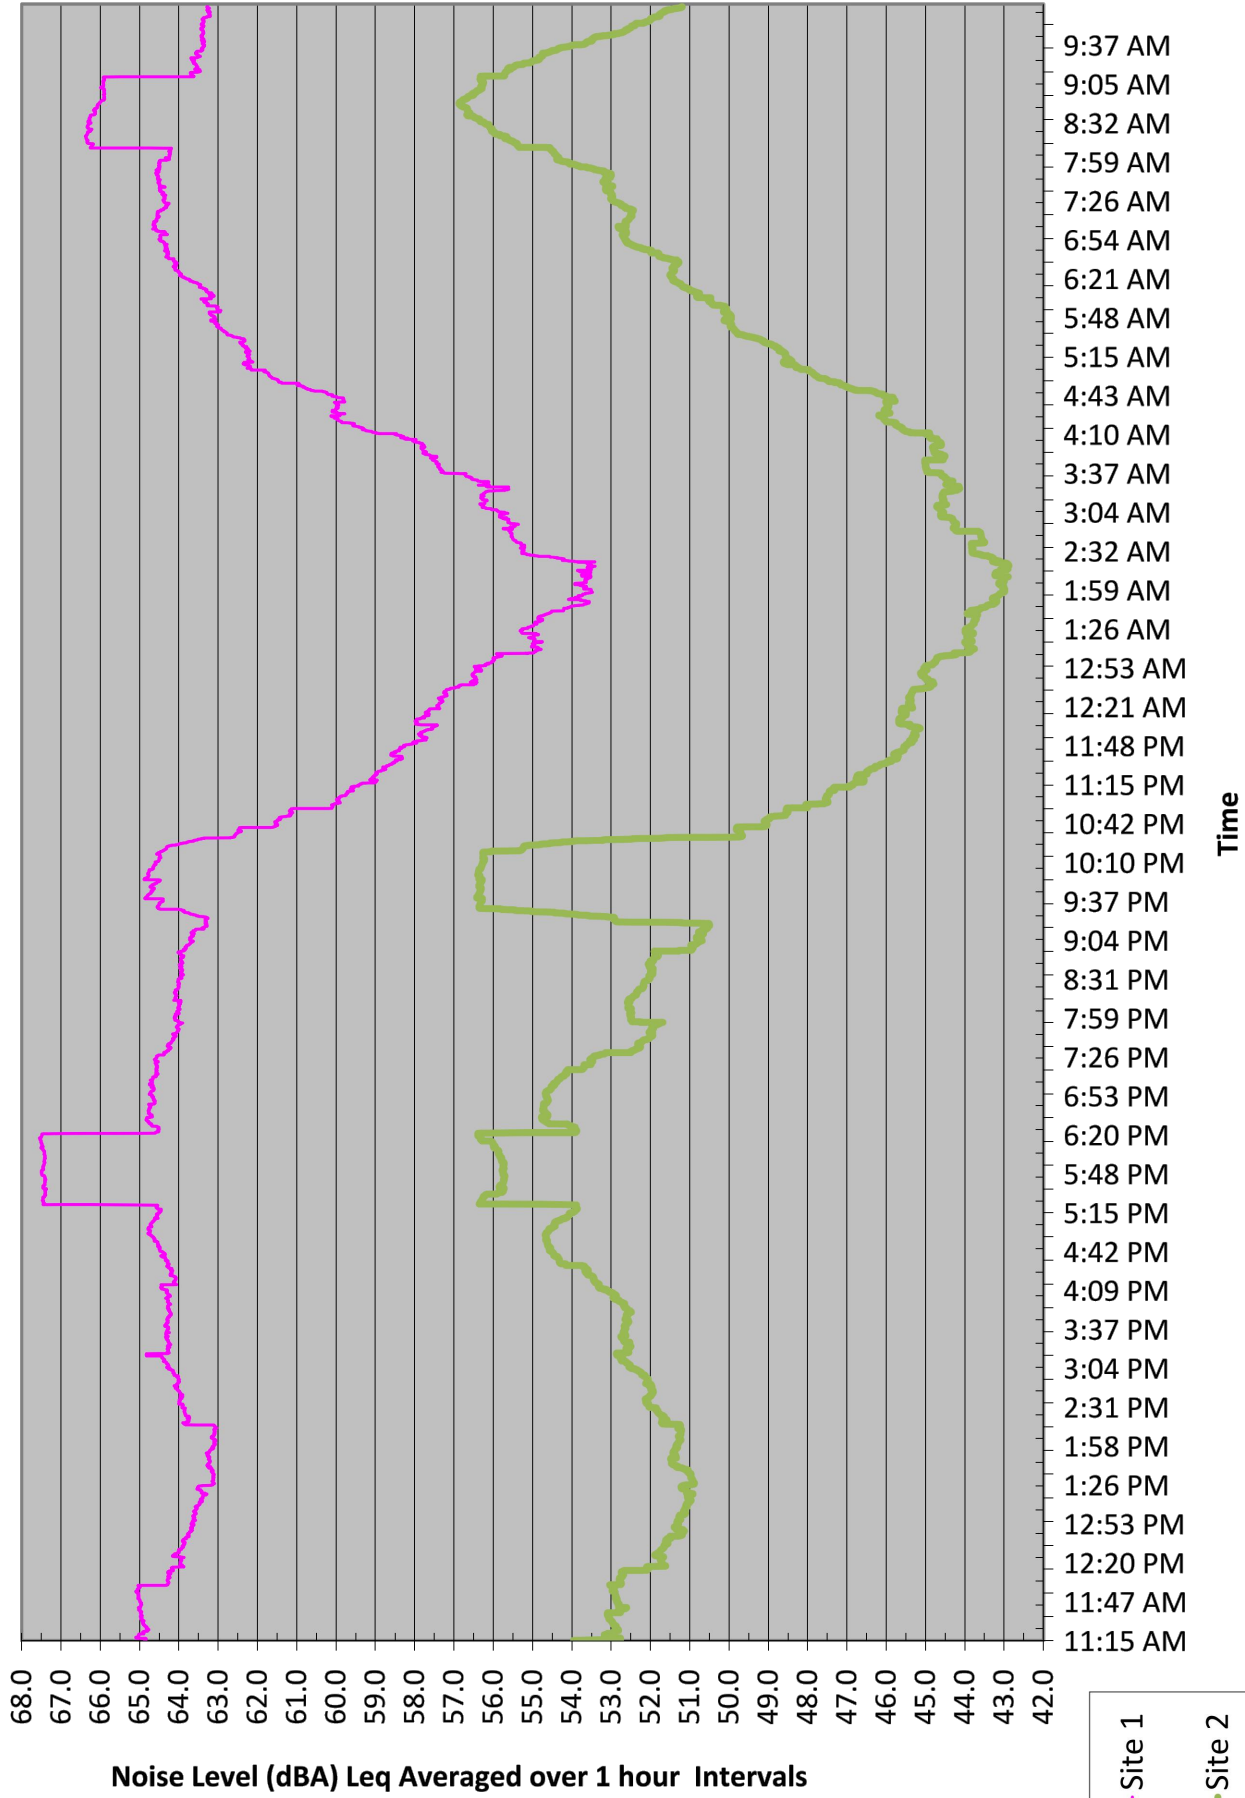 9:37 AM
9:05 AM
8:32 AM
7:59 AM
7:26 AM
6:54 AM
6:21 AM
5:48 AM
5:15 AM
4:43 AM
4:10 AM
3:37 AM
3:04 AM
2:32 AM
1:59 AM
1:26 AM
12:53 AM
12:21 AM
11:48 PM
11:15 PM
10:42 PM
10:10 PM
9:37 PM
9:04 PM
8:31 PM
7:59 PM
7:26 PM
6:53 PM
6:20 PM
5:48 PM
5:15 PM
4:42 PM
4:09 PM
3:37 PM
3:04 PM
2:31 PM
1:58 PM
1:26 PM
12:53 PM
12:20 PM
11:47 AM
11:15 AM
Time
68.0
67.0
66.0
65.0
64.0
63.0
62.0
61.0
60.0
59.0
58.0
57.0
56.0
55.0
54.0
53.0
52.0
51.0
50.0
49.0
48.0
47.0
46.0
45.0
44.0
43.0
42.0
Noise Level (dBA) Leq Averaged over 1 hour Intervals
Site 1
Site 2